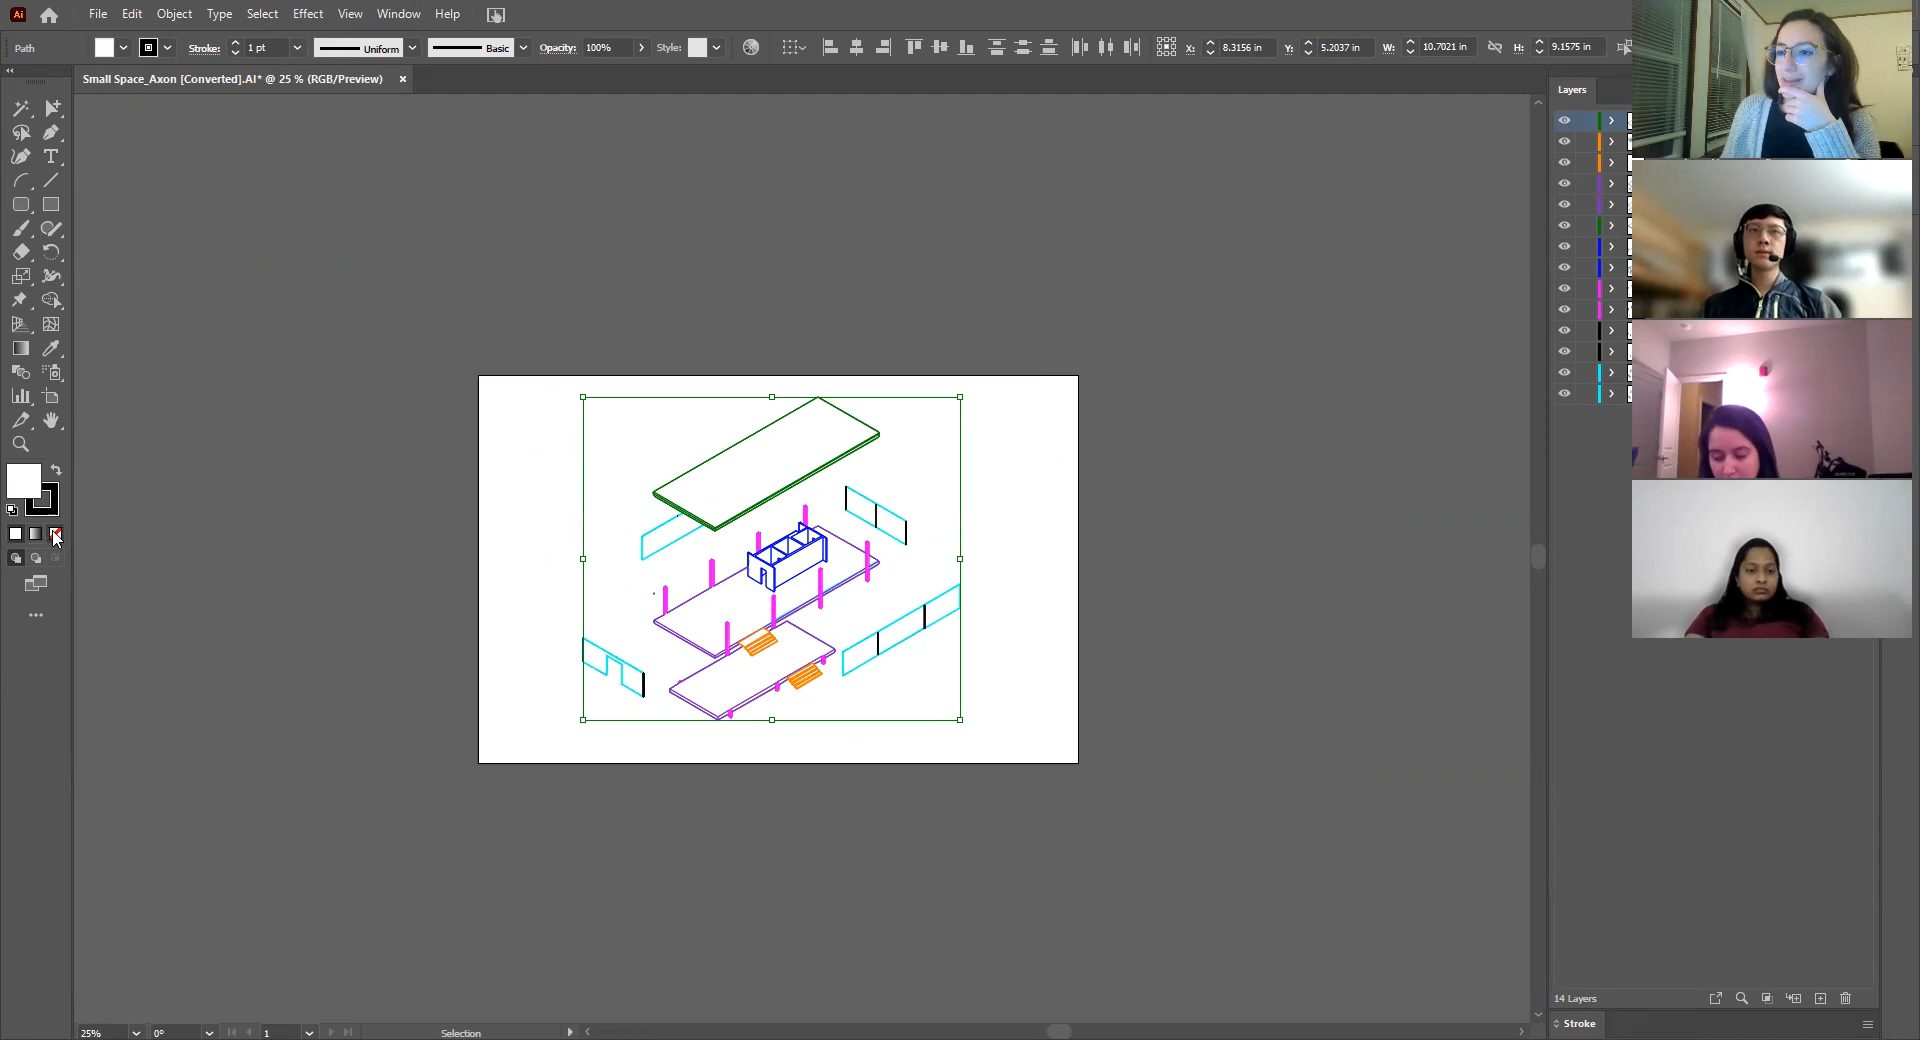 Ai File Edit Object Type Select Effect View Window Help
Path Stroke: 1 pt Uniform Basic Opacity: 100% Style: X: 8.3156 in Y: 5.2037 in W: 10.7021 in H: 9.1575 in
Small Space_Axon [Converted].AI* @ 25 % (RGB/Preview) ×
Layers
14 Layers
Stroke
25% 0° 1 Selection